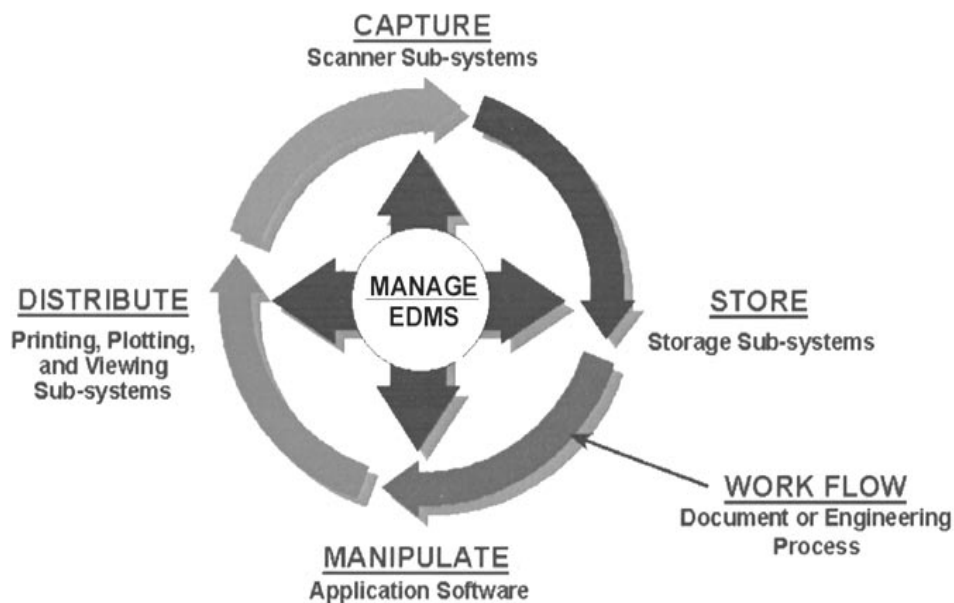 CAPTURE
Scanner Sub-systems
MANAGE
EDMS
DISTRIBUTE
Printing, Plotting,
and Viewing
Sub-systems
STORE
Storage Sub-systems
WORK FLOW
Document or Engineering
Process
MANIPULATE
Application Software